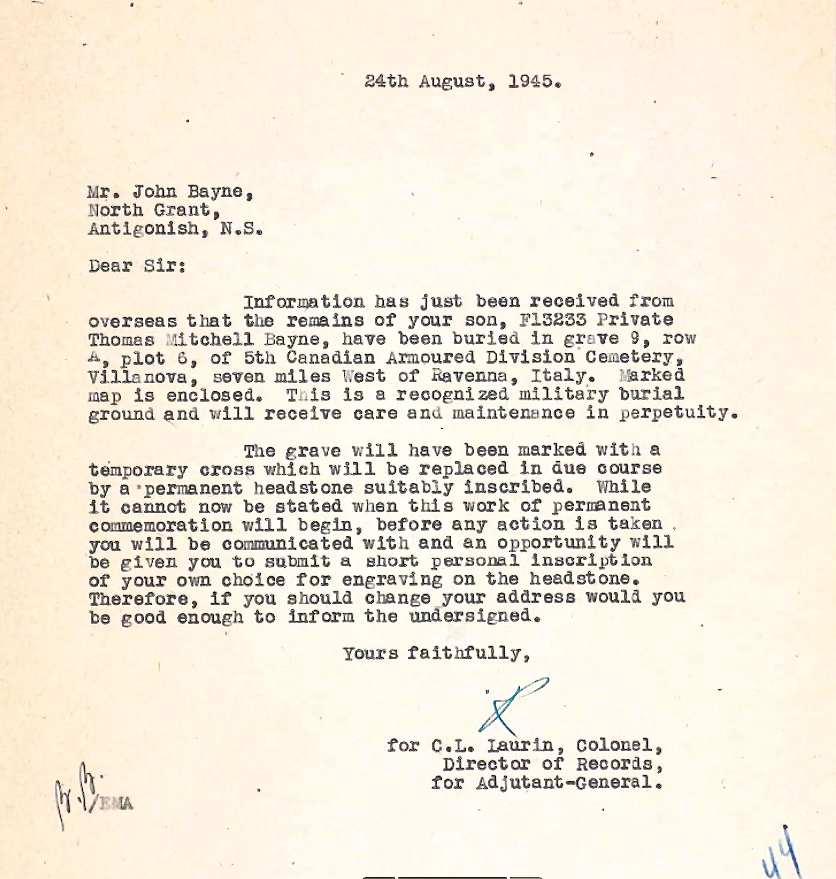 24th August, 1945.
Mr. John Bayne,
North Grant,
Antigonish, N.S.
Dear Sir:
Information has just been received from
overseas that the remains of your son, F13233 Private
Thomas Mitchell Bayne, have been buried in grave 9, row
A, plot 6, of 5th Canadian Armoured Division Cemetery,
Villanova, seven miles West of Ravenna, Italy. Marked
map is enclosed. This is a recognized military burial
ground and will receive care and maintenance in perpetuity.
The grave will have been marked with a
temporary cross which will be replaced in due course
by a permanent headstone suitably inscribed. While
it cannot now be stated when this work of permanent
commemoration will begin, before any action is taken
you will be communicated with and an opportunity will
be given you to submit a short personal inscription
of your own choice for engraving on the headstone.
Therefore, if you should change your address would you
be good enough to inform the undersigned.
Yours faithfully,
for C.L. Laurin, Colonel,
Director of Records,
for Adjutant-General.
/EMA
44